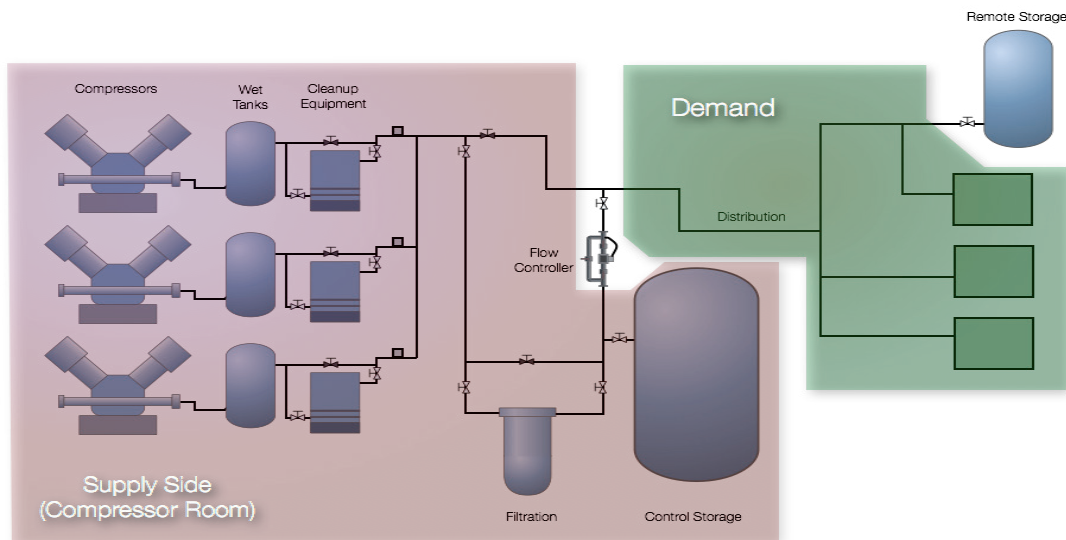 Remote Storage
Compressors
Wet
Tanks
Cleanup
Equipment
Demand
Distribution
Flow
Controller
Supply Side
(Compressor Room)
Filtration
Control Storage